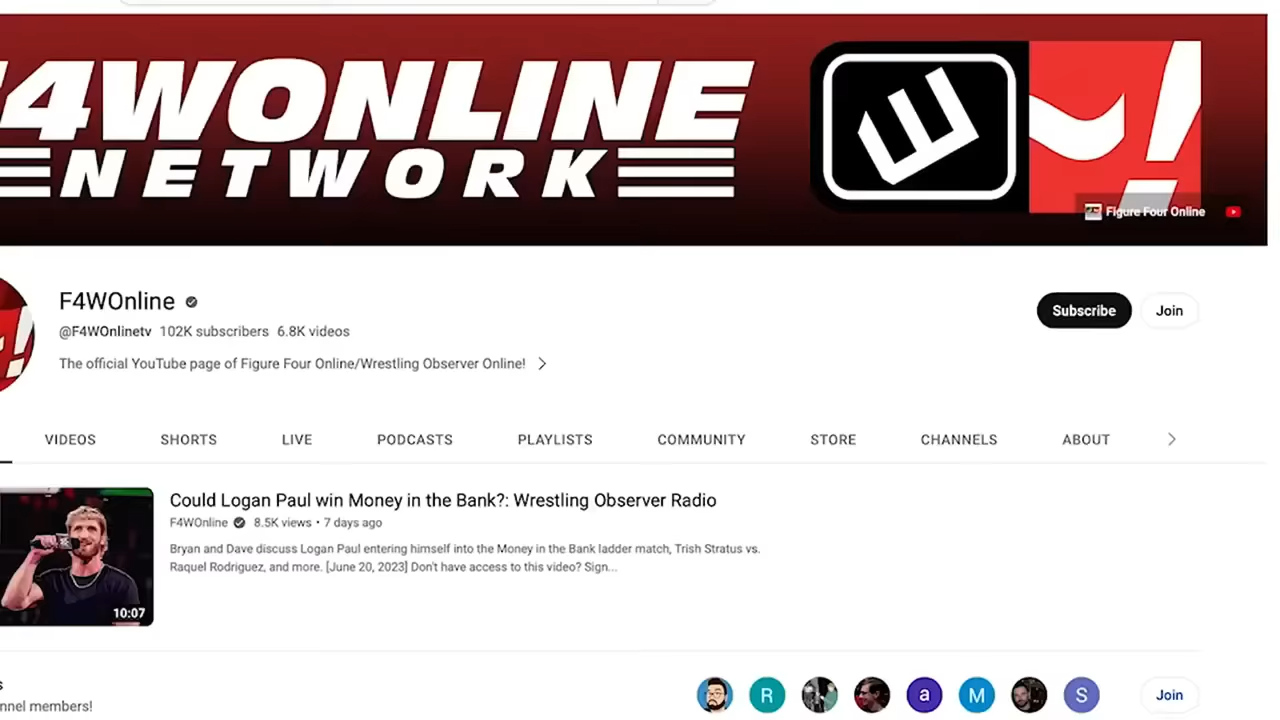 4WONLINE
NETWORK
Figure Four Online
F4WOnline
@F4WOnlinetv 102K subscribers 6.8K videos
The official YouTube page of Figure Four Online/Wrestling Observer Online!
Subscribe
Join
VIDEOS
SHORTS
LIVE
PODCASTS
PLAYLISTS
COMMUNITY
STORE
CHANNELS
ABOUT
Could Logan Paul win Money in the Bank?: Wrestling Observer Radio
F4WOnline 8.5K views • 7 days ago
Bryan and Dave discuss Logan Paul entering himself into the Money in the Bank ladder match, Trish Stratus vs.
Raquel Rodriguez, and more. [June 20, 2023] Don't have access to this video? Sign...
10:07
R
a
M
S
Join
nnel members!